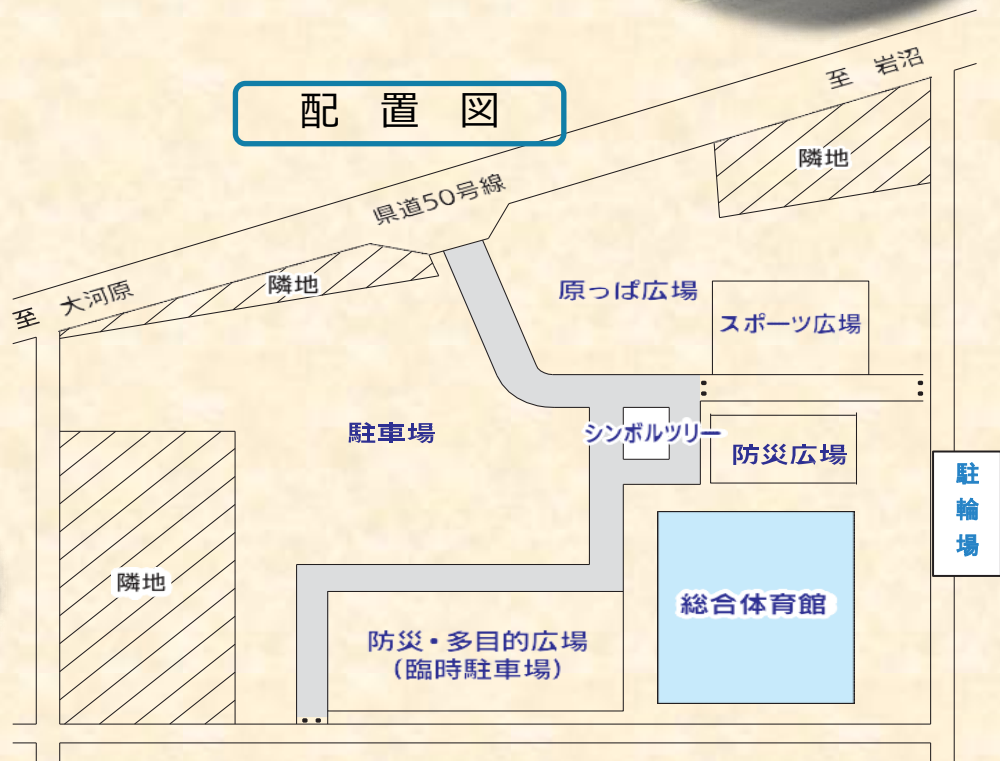 配 置 図
至 岩沼
隣地
県道50号線
隣地
至 大河原
原っぱ広場
スポーツ広場
駐車場
シンボルツリー
防災広場
駐輪場
隣地
総合体育館
防災・多目的広場
(臨時駐車場)